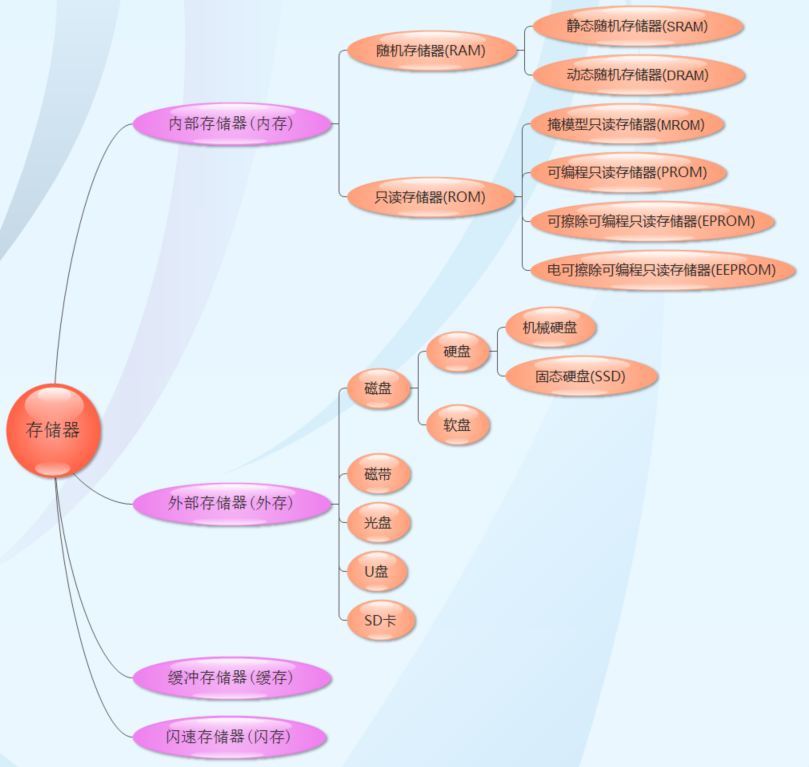 存储器
内部存储器(内存)
随机存储器(RAM)
静态随机存储器(SRAM)
动态随机存储器(DRAM)
只读存储器(ROM)
掩模型只读存储器(MROM)
可编程只读存储器(PROM)
可擦除可编程只读存储器(EPROM)
电可擦除可编程只读存储器(EEPROM)
外部存储器(外存)
磁盘
硬盘
机械硬盘
固态硬盘(SSD)
软盘
磁带
光盘
U盘
SD卡
缓冲存储器(缓存)
闪速存储器(闪存)